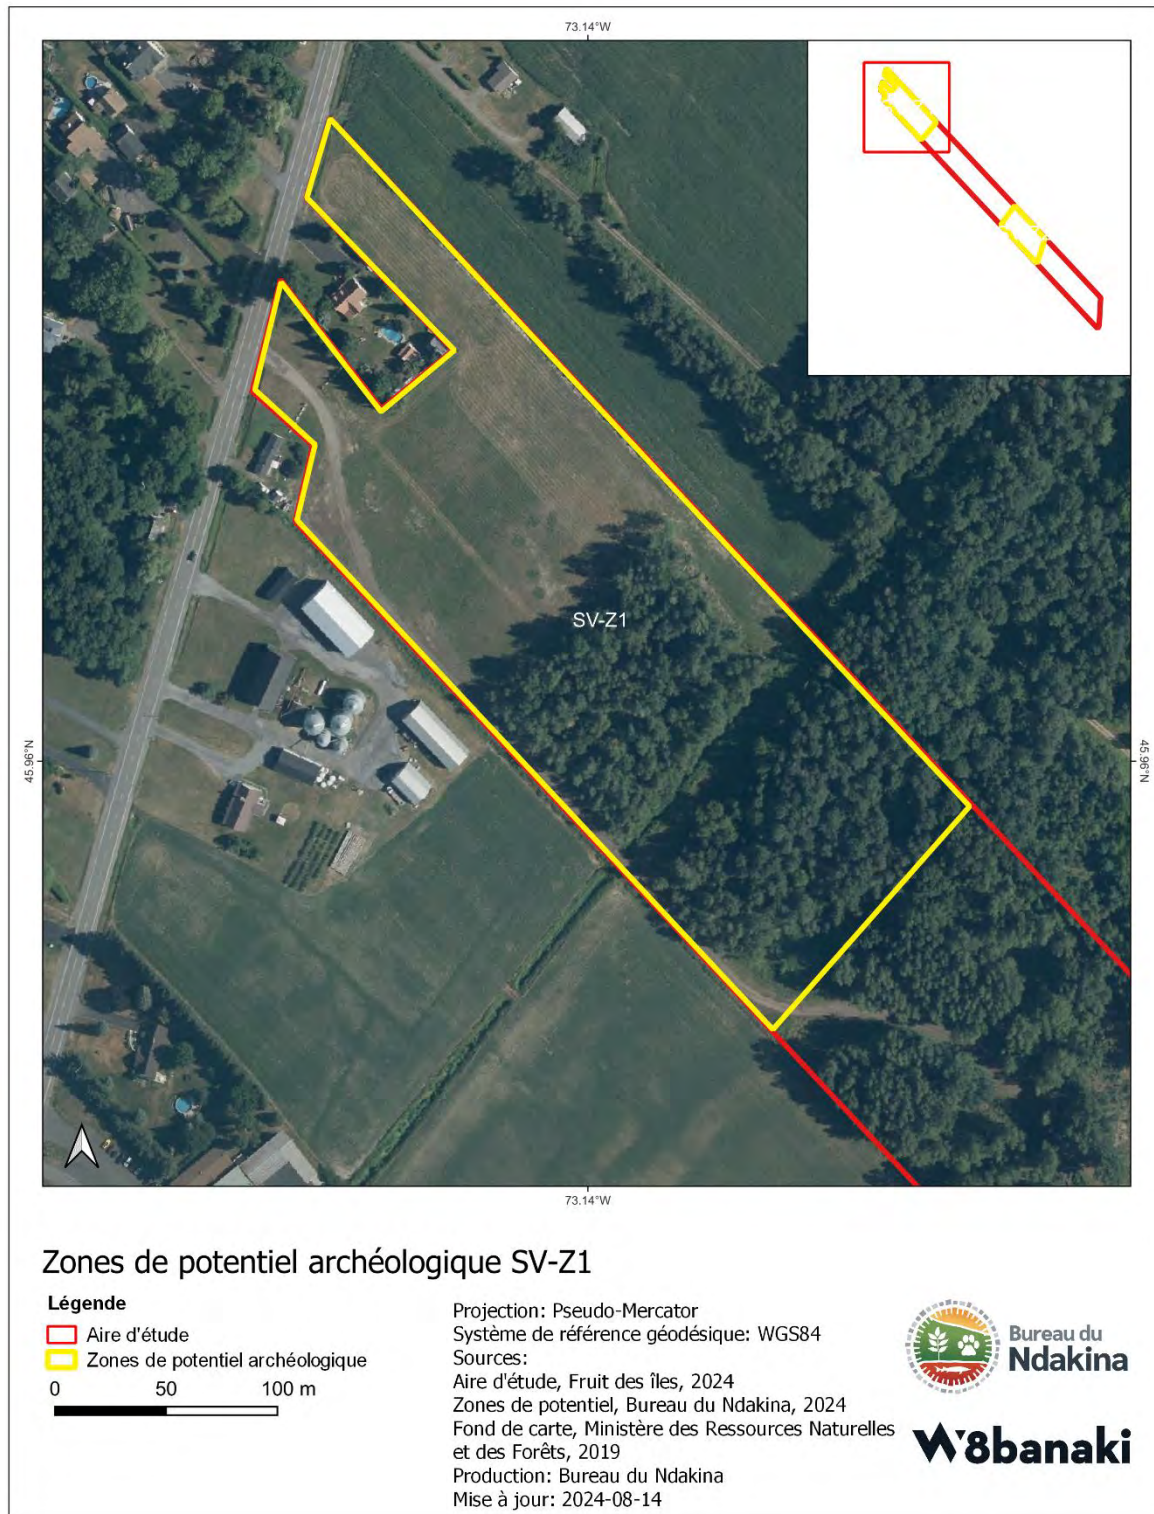 73.14°W
SV-Z1
45.96°N
45.96°N
73.14°W
Zones de potentiel archéologique SV-Z1
Légende
Aire d'étude
Zones de potentiel archéologique
0 50 100 m
Projection: Pseudo-Mercator
Système de référence géodésique: WGS84
Sources:
Aire d'étude, Fruit des îles, 2024
Zones de potentiel, Bureau du Ndakina, 2024
Fond de carte, Ministère des Ressources Naturelles
et des Forêts, 2019
Production: Bureau du Ndakina
Mise à jour: 2024-08-14
Bureau du
Ndakina
W8banaki